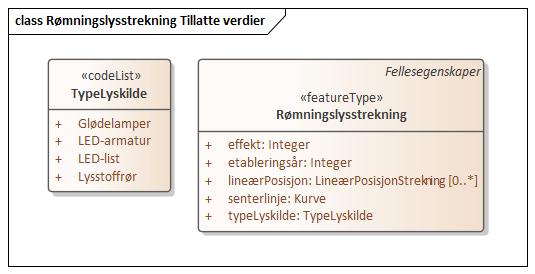 class Rømningslysstrekning Tillatte verdier
«codeList»
TypeLyskilde
+ Glødelamper
+ LED-armatur
+ LED-list
+ Lysstoffrør
Fellesegenskaper
«featureType»
Rømningslysstrekning
+ effekt: Integer
+ etableringsår: Integer
+ lineærPosisjon: LineærPosisjonStrekning [0..*]
+ senterlinje: Kurve
+ typeLyskilde: TypeLyskilde